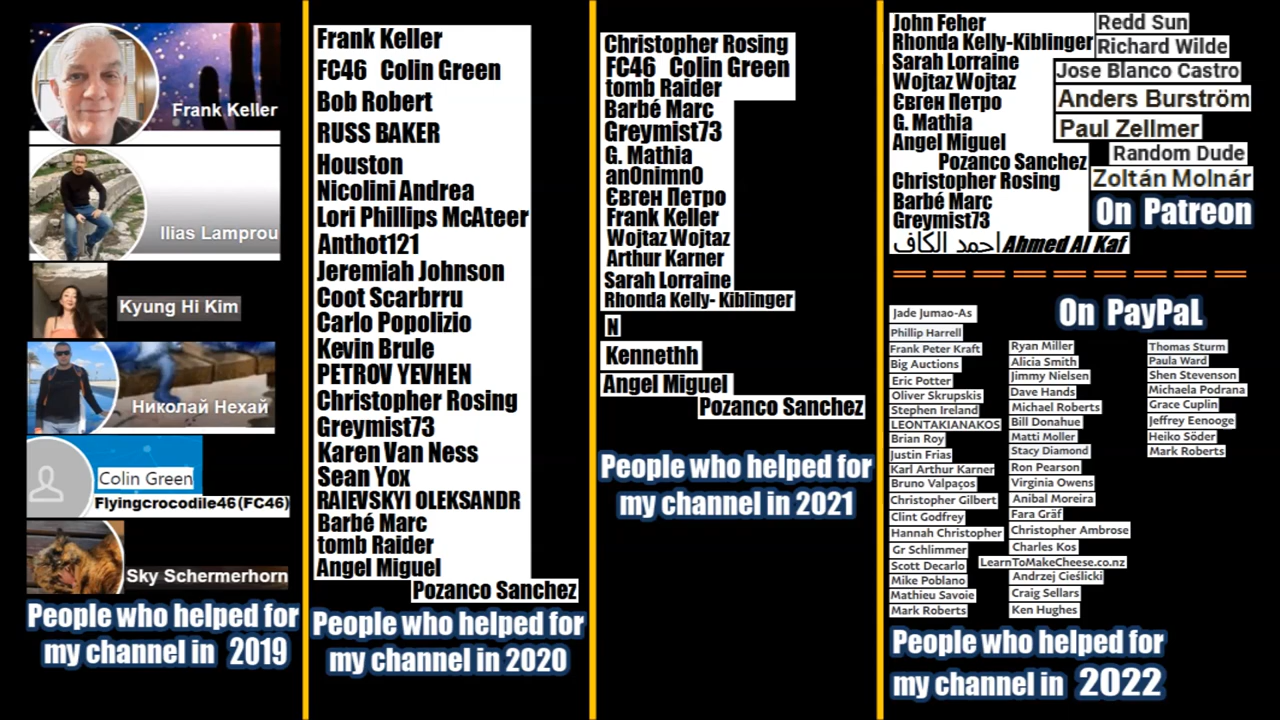 Frank Keller
Ilias Lamprou
Kyung Hi Kim
Николай Нехай
Colin Green
Flyingcrocodile46(FC46)
Sky Schermerhorn
People who helped for
my channel in 2019
Frank Keller
FC46 Colin Green
Bob Robert
RUSS BAKER
Houston
Nicolini Andrea
Lori Phillips McAteer
Anthot121
Jeremiah Johnson
Coot Scarbrru
Carlo Popolizio
Kevin Brule
PETROV YEVHEN
Christopher Rosing
Greymist73
Karen Van Ness
Sean Yox
RAIEVSKYI OLEKSANDR
Barbé Marc
tomb Raider
Angel Miguel
Pozanco Sanchez
People who helped for
my channel in 2020
Christopher Rosing
FC46 Colin Green
tomb Raider
Barbé Marc
Greymist73
G. Mathia
an0nimn0
Євген Петро
Frank Keller
Wojtaz Wojtaz
Arthur Karner
Sarah Lorraine
Rhonda Kelly- Kiblinger
N
Kennethh
Angel Miguel
Pozanco Sanchez
People who helped for
my channel in 2021
John Feher
Rhonda Kelly-Kiblinger
Sarah Lorraine
Wojtaz Wojtaz
Євген Петро
G. Mathia
Angel Miguel
Pozanco Sanchez
Christopher Rosing
Barbé Marc
Greymist73
احمد الكاف Ahmed Al Kaf
Redd Sun
Richard Wilde
Jose Blanco Castro
Anders Burström
Paul Zellmer
Random Dude
Zoltán Molnár
On Patreon
On PayPaL
Jade Jumao-As
Phillip Harrell
Frank Peter Kraft
Big Auctions
Eric Potter
Oliver Skrupskis
Stephen Ireland
LEONTAKIANAKOS
Brian Roy
Justin Frias
Karl Arthur Karner
Bruno Valpaços
Christopher Gilbert
Clint Godfrey
Hannah Christopher
Gr Schlimmer
Scott Decarlo
Mike Poblano
Mathieu Savoie
Mark Roberts
Ryan Miller
Alicia Smith
Jimmy Nielsen
Dave Hands
Michael Roberts
Bill Donahue
Matti Moller
Stacy Diamond
Ron Pearson
Virginia Owens
Anibal Moreira
Fara Gräf
Christopher Ambrose
Charles Kos
LearnToMakeCheese.co.nz
Andrzej Cieślicki
Craig Sellars
Ken Hughes
Thomas Sturm
Paula Ward
Shen Stevenson
Michaela Podrana
Grace Cuplin
Jeffrey Eenooge
Heiko Söder
Mark Roberts
People who helped for
my channel in 2022